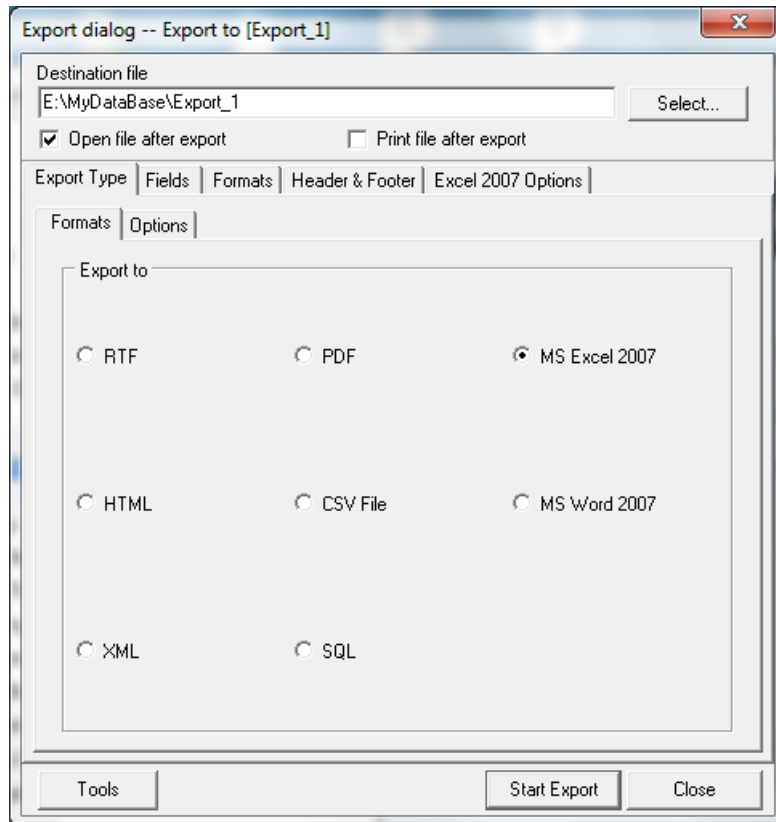 Export dialog -- Export to [Export_1]
Destination file
E:\MyDataBase\Export_1
Select...
Open file after export
Print file after export
Export Type
Fields
Formats
Header & Footer
Excel 2007 Options
Formats
Options
Export to
RTF
PDF
MS Excel 2007
HTML
CSV File
MS Word 2007
XML
SQL
Tools
Start Export
Close